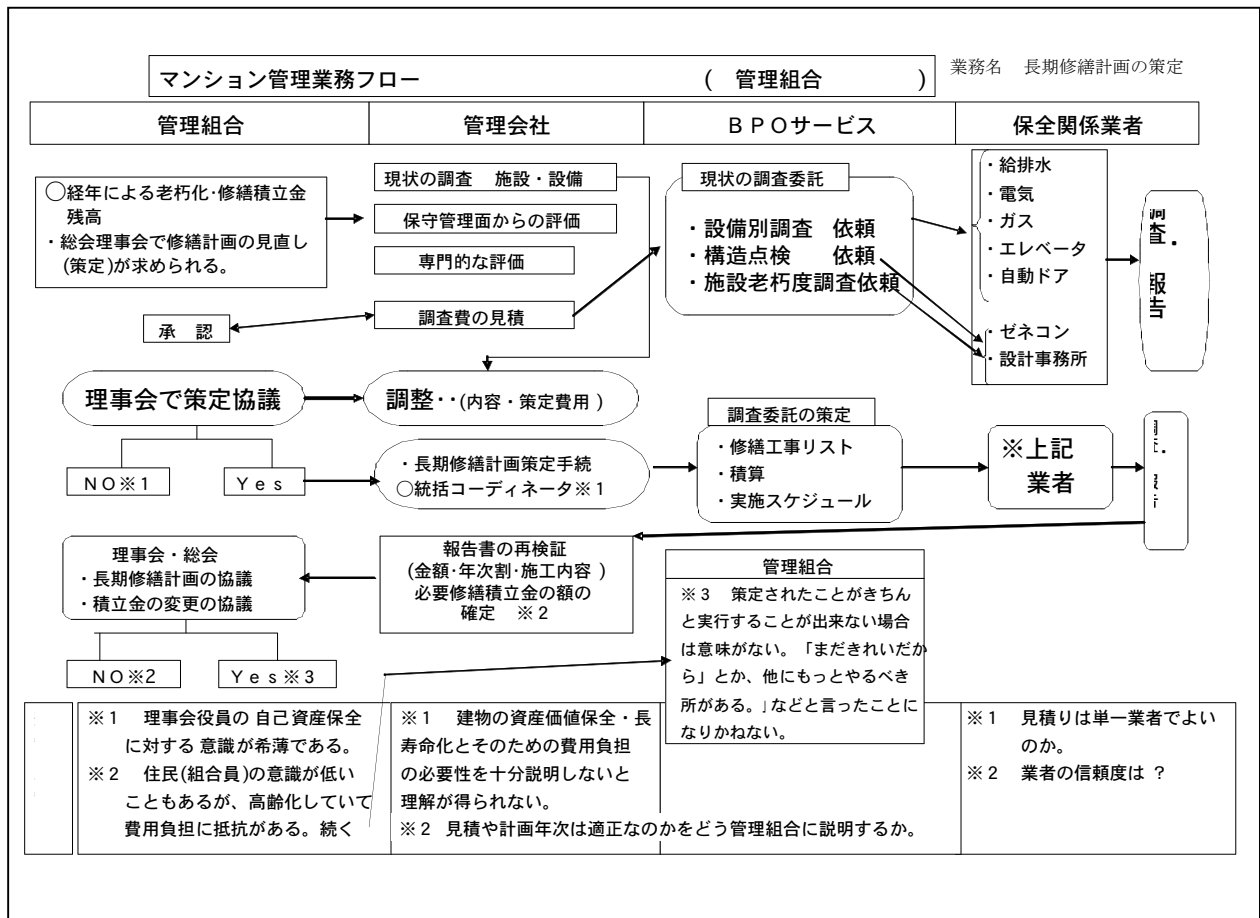 マンション管理業務フロー ( 管理組合 )
業務名 長期修繕計画の策定
管理組合
管理会社
BPOサービス
保全関係業者
○経年による老朽化・修繕積立金
残高
・総会理事会で修繕計画の見直し
(策定)が求められる。
承 認
現状の調査 施設・設備
保守管理面からの評価
専門的な評価
調査費の見積
現状の調査委託
・設備別調査 依頼
・構造点検 依頼
・施設老朽度調査依頼
・給排水
・電気
・ガス
・エレベータ
・自動ドア
・ゼネコン
・設計事務所
調査・報告
理事会で策定協議
NO※1
Yes
調整・・(内容・策定費用)
・長期修繕計画策定手続
○統括コーディネータ※1
調査委託の策定
・修繕工事リスト
・積算
・実施スケジュール
※上記
業者
調査・報告
理事会・総会
・長期修繕計画の協議
・積立金の変更の協議
NO※2
Yes※3
報告書の再検証
(金額・年次割・施工内容)
必要修繕積立金の額の
確定 ※2
管理組合
※3 策定されたことがきちん
と実行することが出来ない場合
は意味がない。「まだきれいだか
ら」とか、他にもっとやるべき
所がある。」などと言ったことに
なりかねない。
※1 理事会役員の自己資産保全
に対する意識が希薄である。
※2 住民(組合員)の意識が低い
こともあるが、高齢化していて
費用負担に抵抗がある。続く
※1 建物の資産価値保全・長
寿命化とそのための費用負担
の必要性を十分説明しないと
理解が得られない。
※2 見積や計画年次は適正なのかをどう管理組合に説明するか。
※1 見積りは単一業者でよい
のか。
※2 業者の信頼度は?